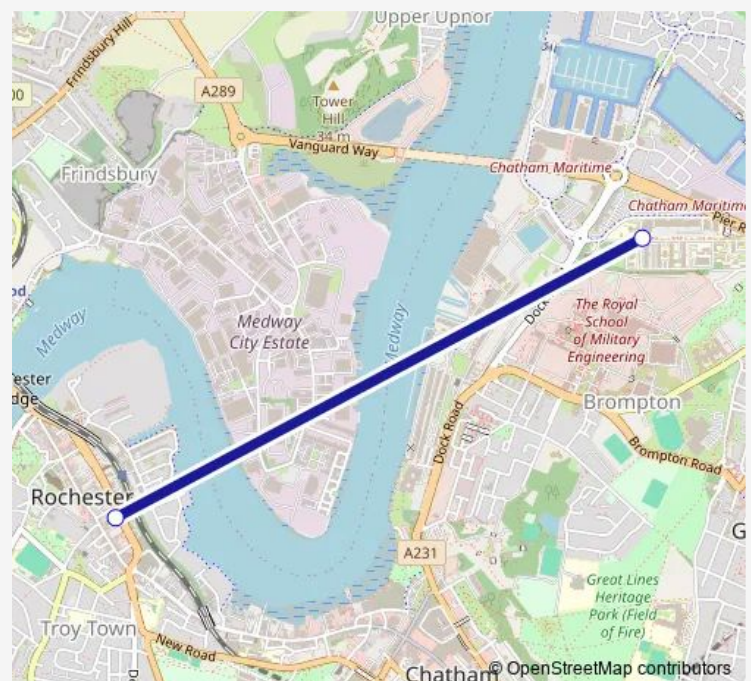 Upper Upnor
Frindsbury Hill
A289
Tower
Hill
34 m
Vanguard Way
Chatham Maritime
Frindsbury
Chatham Maritime
Pier R
Dock
The Royal
School
of Military
Engineering
Medway
Medway
Medway
City Estate
Brompton
Dock Road
Brompton Road
Rochester
A231
G
Great Lines
Heritage
Park (Field
of Fire)
Troy Town
New Road
Chatham
© OpenStreetMap contributors